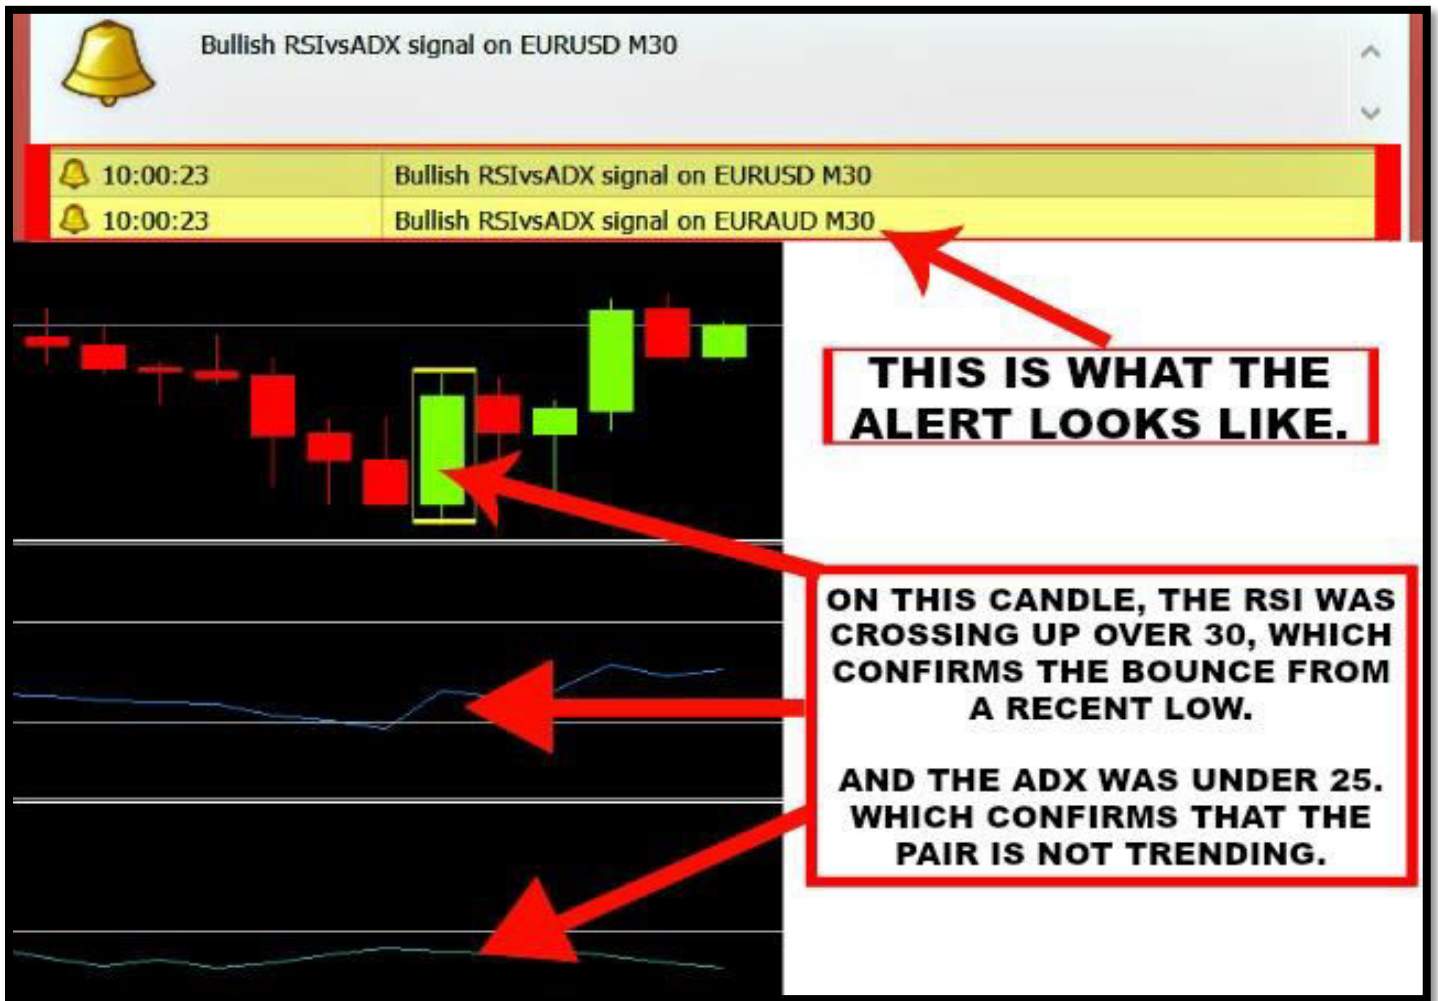 Bullish RSIvsADX signal on EURUSD M30
10:00:23 Bullish RSIvsADX signal on EURUSD M30
10:00:23 Bullish RSIvsADX signal on EURAUD M30
THIS IS WHAT THE
ALERT LOOKS LIKE.
ON THIS CANDLE, THE RSI WAS
CROSSING UP OVER 30, WHICH
CONFIRMS THE BOUNCE FROM
A RECENT LOW.
AND THE ADX WAS UNDER 25.
WHICH CONFIRMS THAT THE
PAIR IS NOT TRENDING.